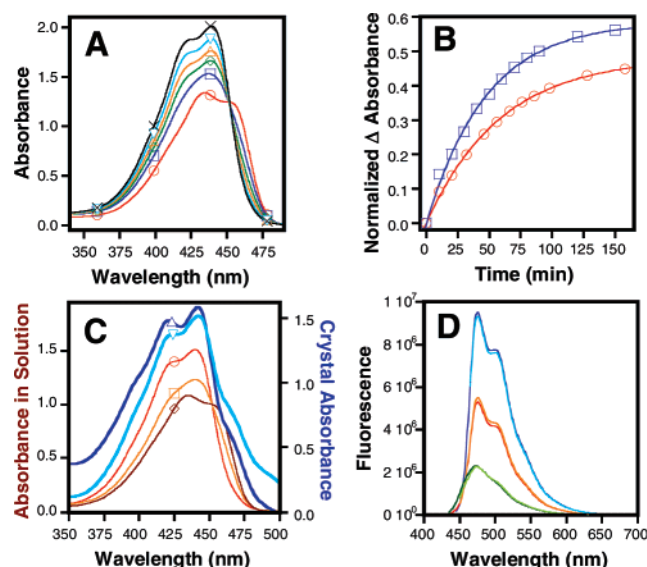 A
Absorbance
2.0
1.5
1.0
0.5
0.0
350 375 400 425 450 475
Wavelength (nm)
B
Normalized Δ Absorbance
0.6
0.5
0.4
0.3
0.2
0.1
0.0
0 25 50 75 100 125 150
Time (min)
C
Absorbance in Solution
1.5
1.0
0.5
0.0
Crystal Absorbance
1.5
1.0
0.5
0.0
350 375 400 425 450 475 500
Wavelength (nm)
D
Fluorescence
1 10⁷
8 10⁶
6 10⁶
4 10⁶
2 10⁶
0 10⁰
400 450 500 550 600 650 700
Wavelength (nm)